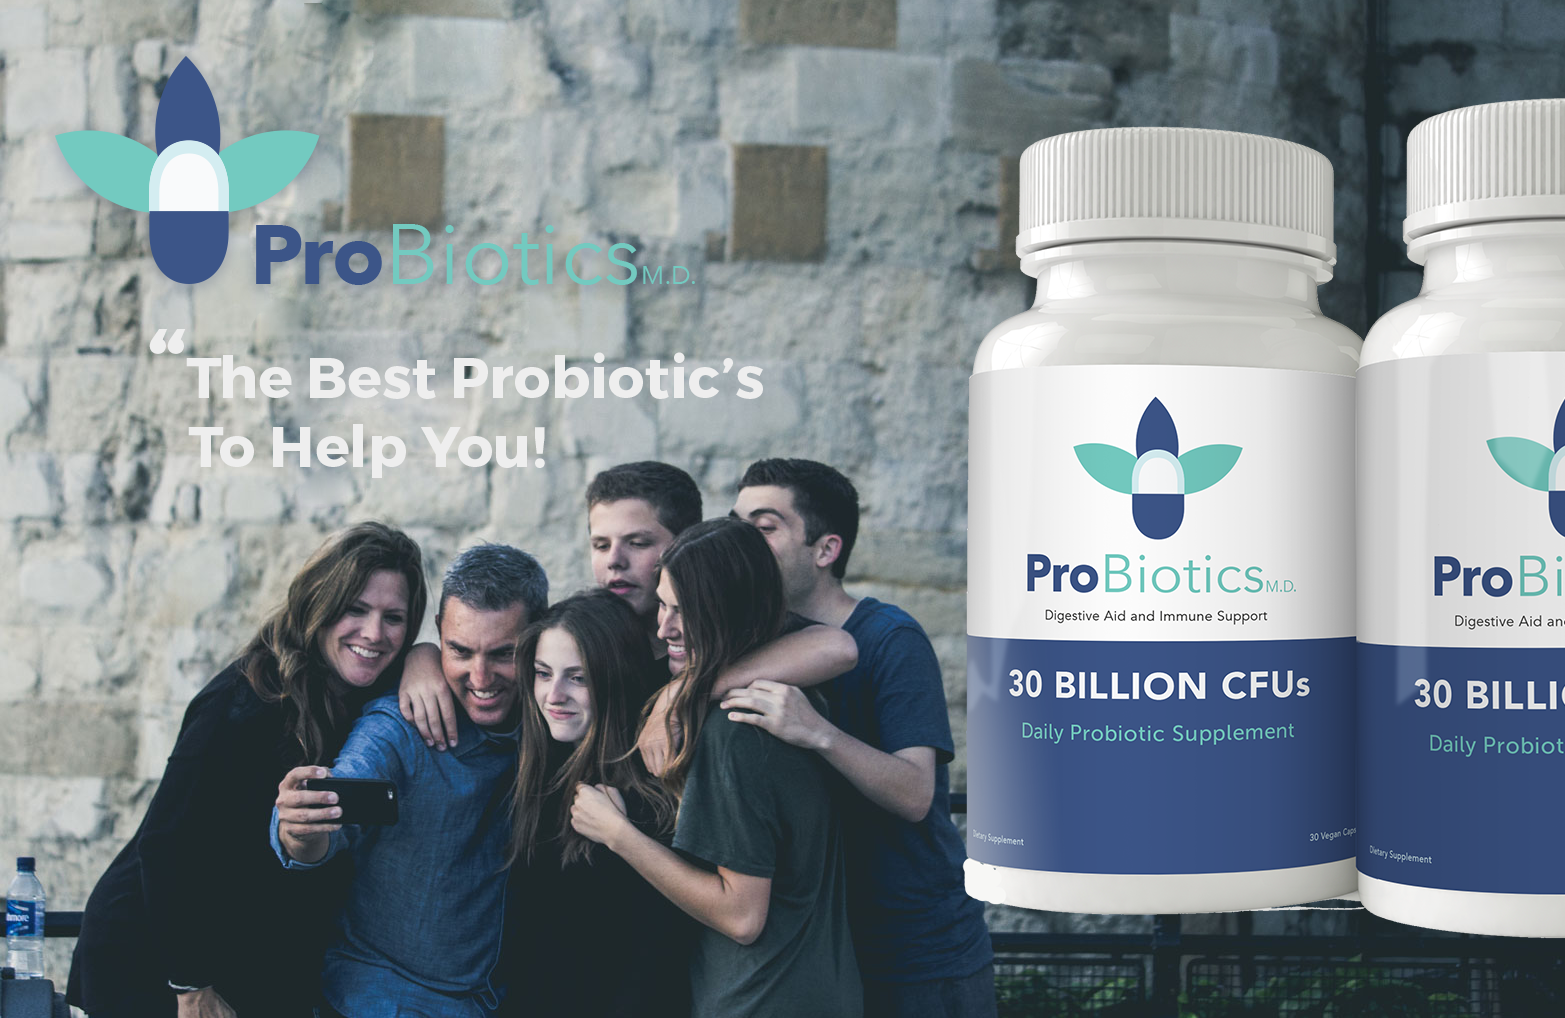 ProBiotics M.D.
“The Best Probiotic’s
To Help You!
ProBiotics M.D.
Digestive Aid and Immune Support
30 BILLION CFUs
Daily Probiotic Supplement
Dietary Supplement
30 Vegan Caps
ProBi
Digestive Aid an
30 BILLI
Daily Probiot
Dietary Supplement